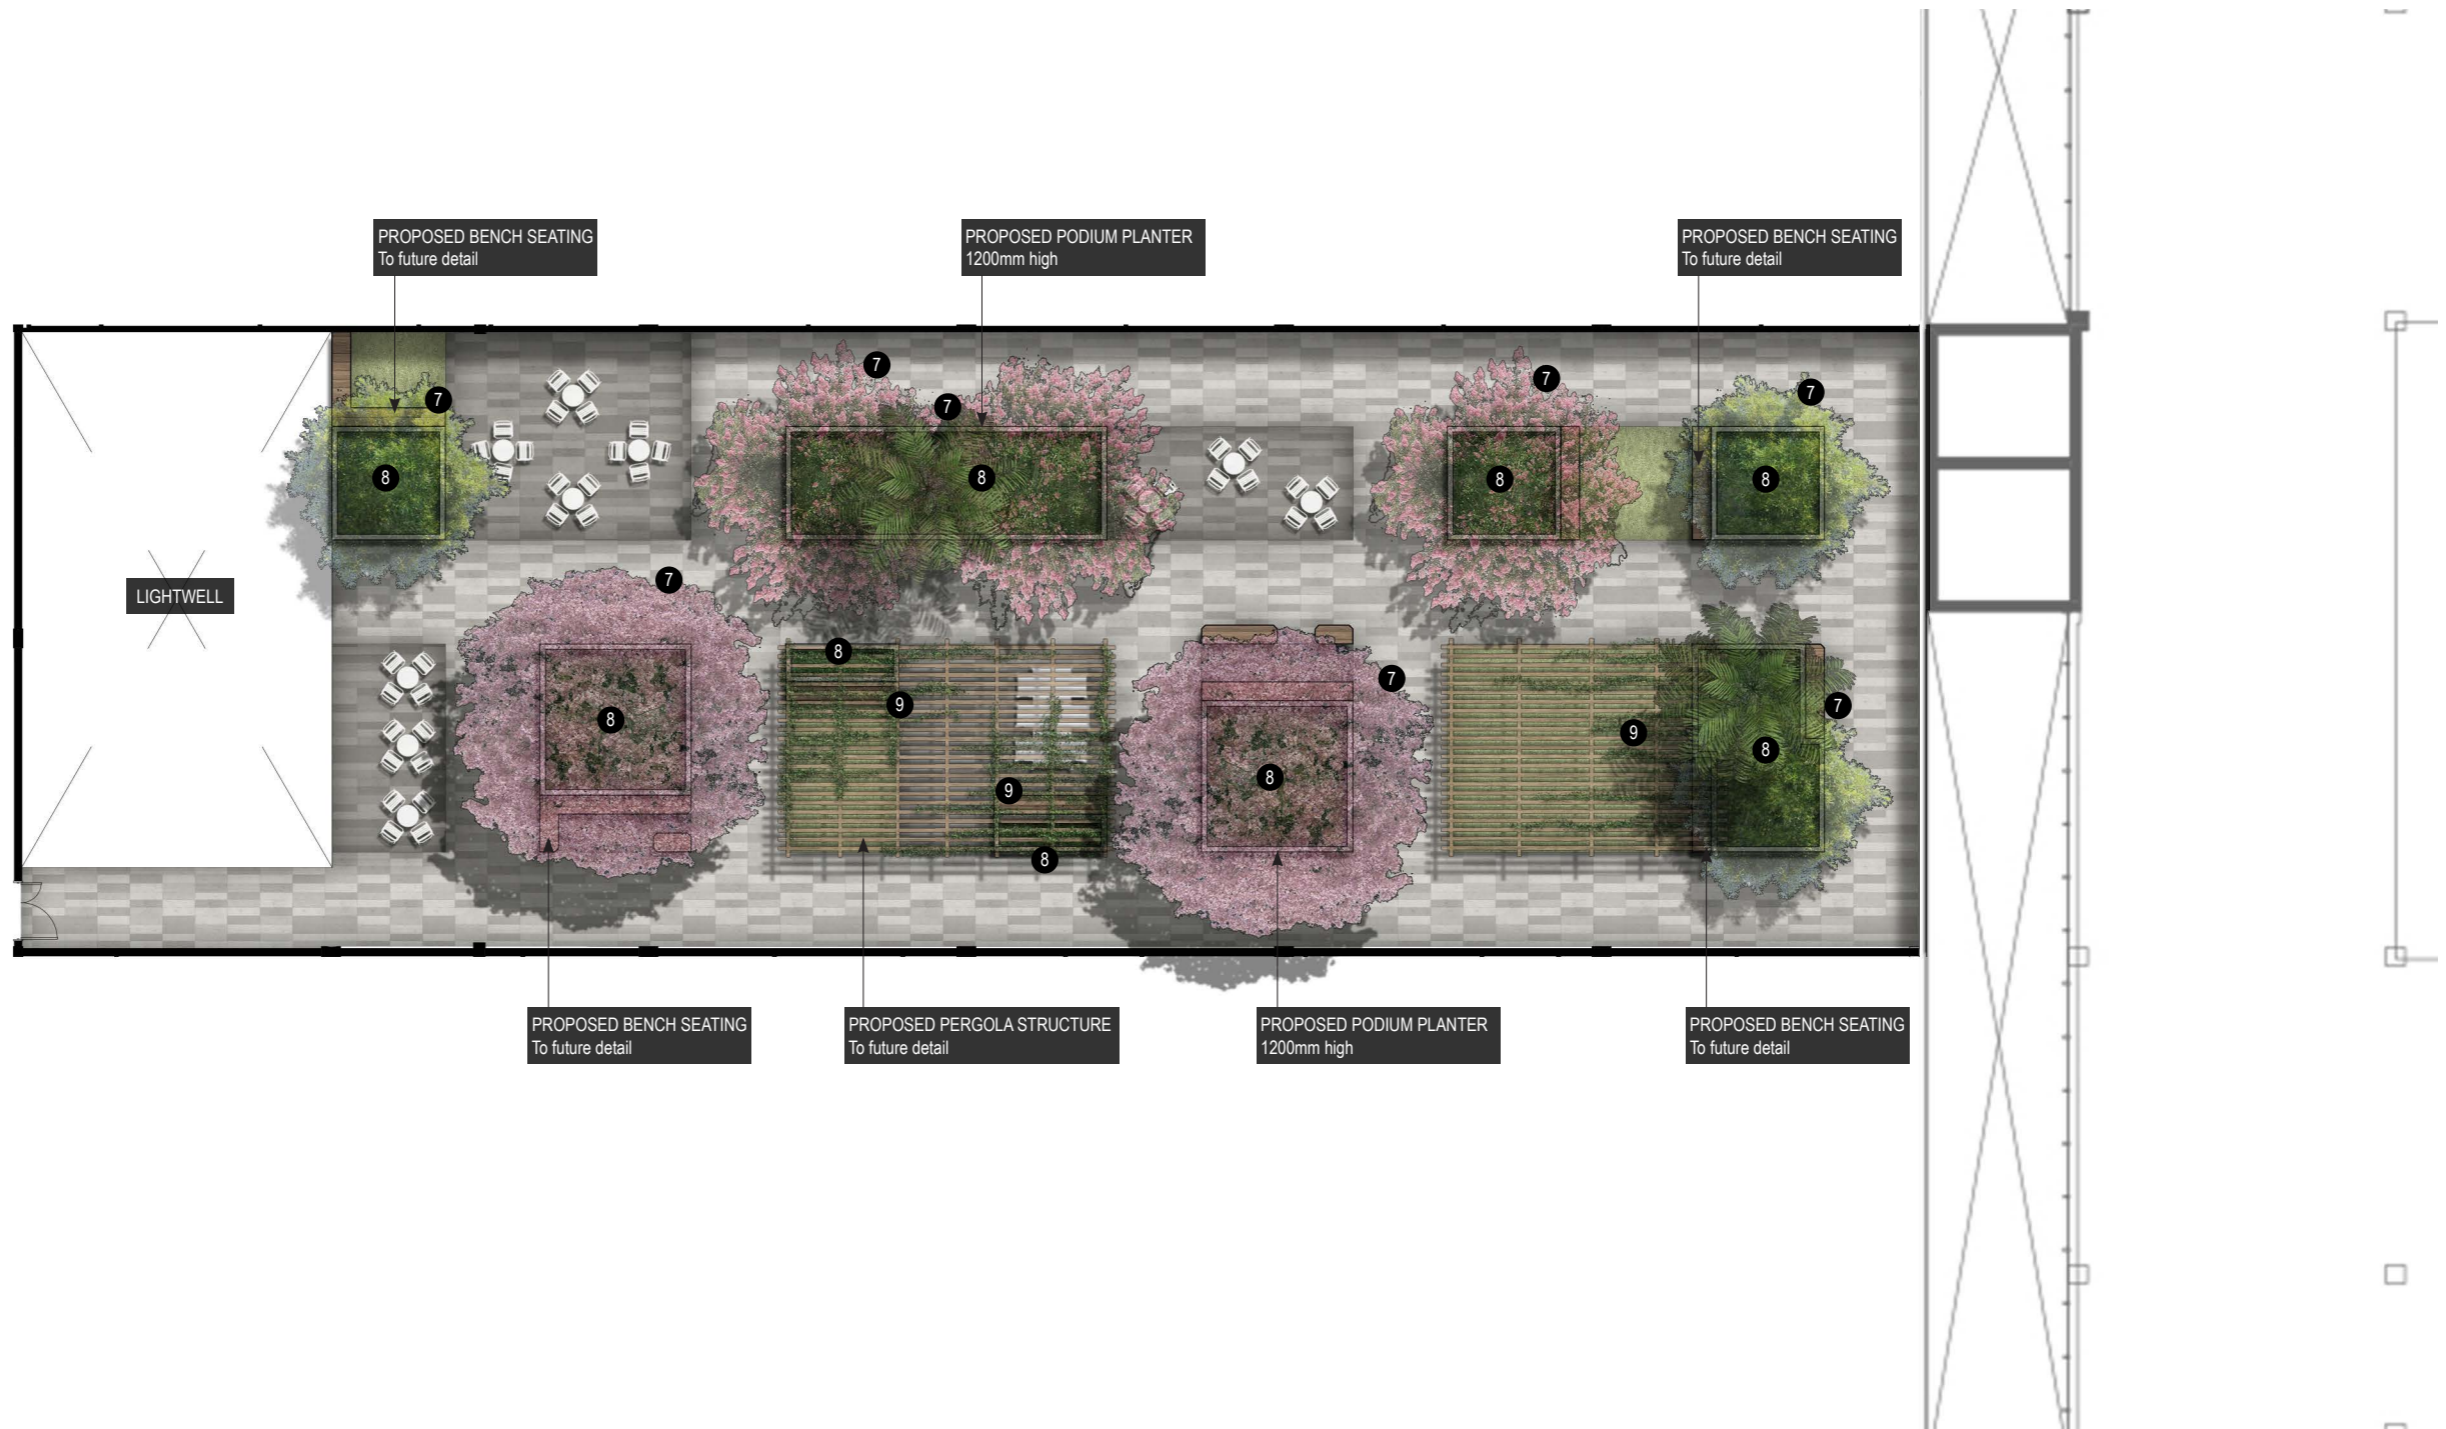 PROPOSED BENCH SEATING
To future detail
PROPOSED PODIUM PLANTER
1200mm high
PROPOSED BENCH SEATING
To future detail
7
7
7
7
7
8
8
8
8
LIGHTWELL
7
8
9
8
9
8
8
7
9
8
7
8
9
PROPOSED BENCH SEATING
To future detail
PROPOSED PERGOLA STRUCTURE
To future detail
PROPOSED PODIUM PLANTER
1200mm high
PROPOSED BENCH SEATING
To future detail